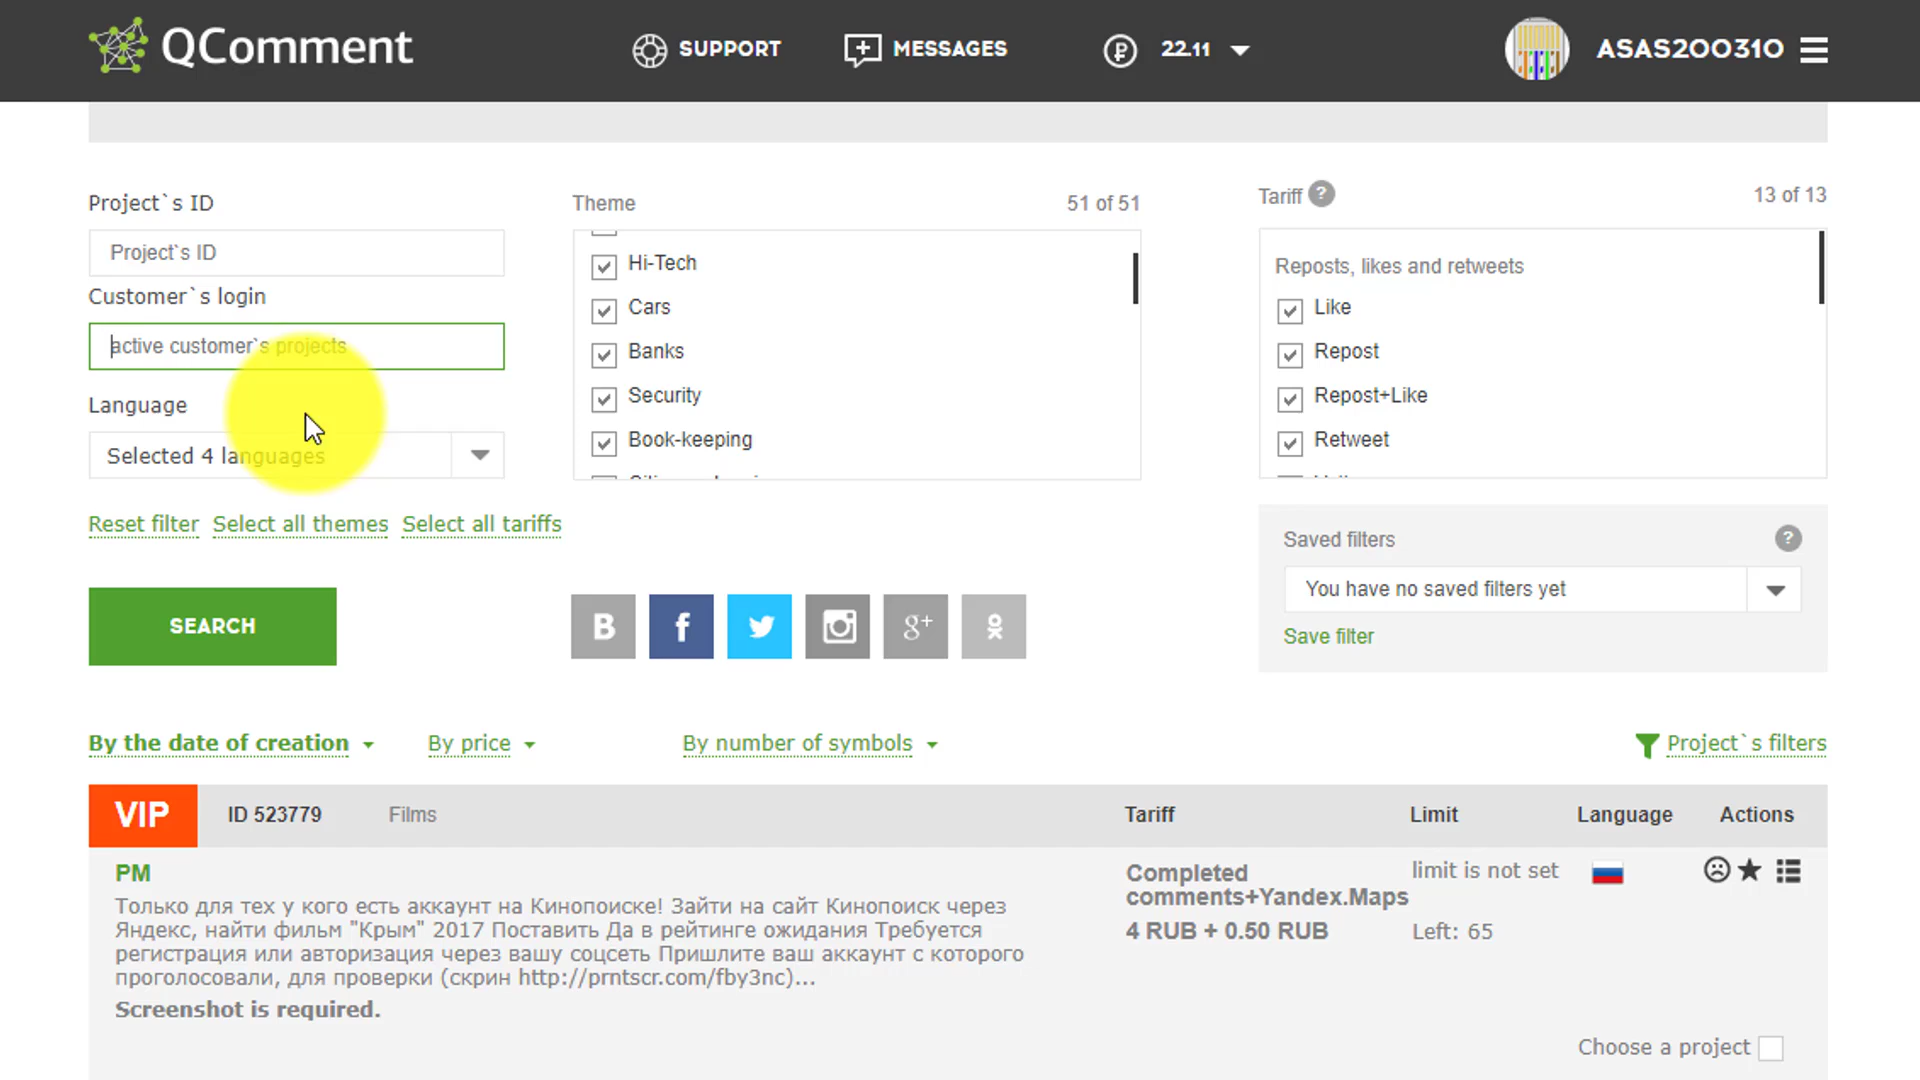 QComment
SUPPORT
MESSAGES
22.11
ASAS200310
Project`s ID
Project`s ID
Customer`s login
active customer`s projects
Language
Selected 4 languages
Reset filter Select all themes Select all tariffs
SEARCH
Theme
51 of 51
Hi-Tech
Cars
Banks
Security
Book-keeping
Tariff ?
13 of 13
Reposts, likes and retweets
Like
Repost
Repost+Like
Retweet
B f g+
Saved filters ?
You have no saved filters yet
Save filter
By the date of creation
By price
By number of symbols
Project`s filters
VIP ID 523779 Films Tariff Limit Language Actions
PM
Только для тех у кого есть аккаунт на Кинопоиске! Зайти на сайт Кинопоиск через
Яндекс, найти фильм "Крым" 2017 Поставить Да в рейтинге ожидания Требуется
регистрация или авторизация через вашу соцсеть Пришлите ваш аккаунт с которого
проголосовали, для проверки (скрин http://prntscr.com/fby3nc)...
Screenshot is required.
Completed
comments+Yandex.Maps
4 RUB + 0.50 RUB
limit is not set
Left: 65
Choose a project